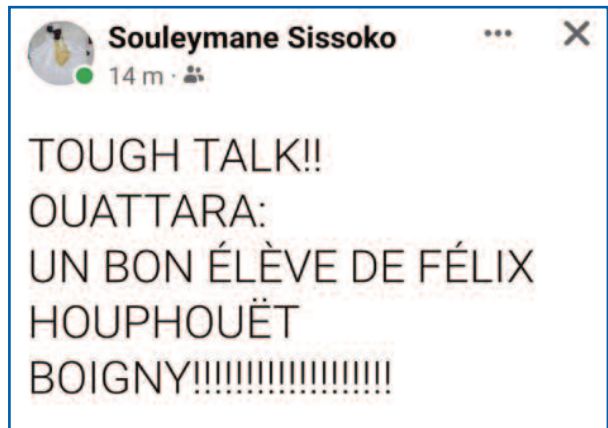 Souleymane Sissoko
14 m
TOUGH TALK!!
OUATTARA:
UN BON ÉLÈVE DE FÉLIX
HOUPHOUËT
BOIGNY!!!!!!!!!!!!!!!!!!!